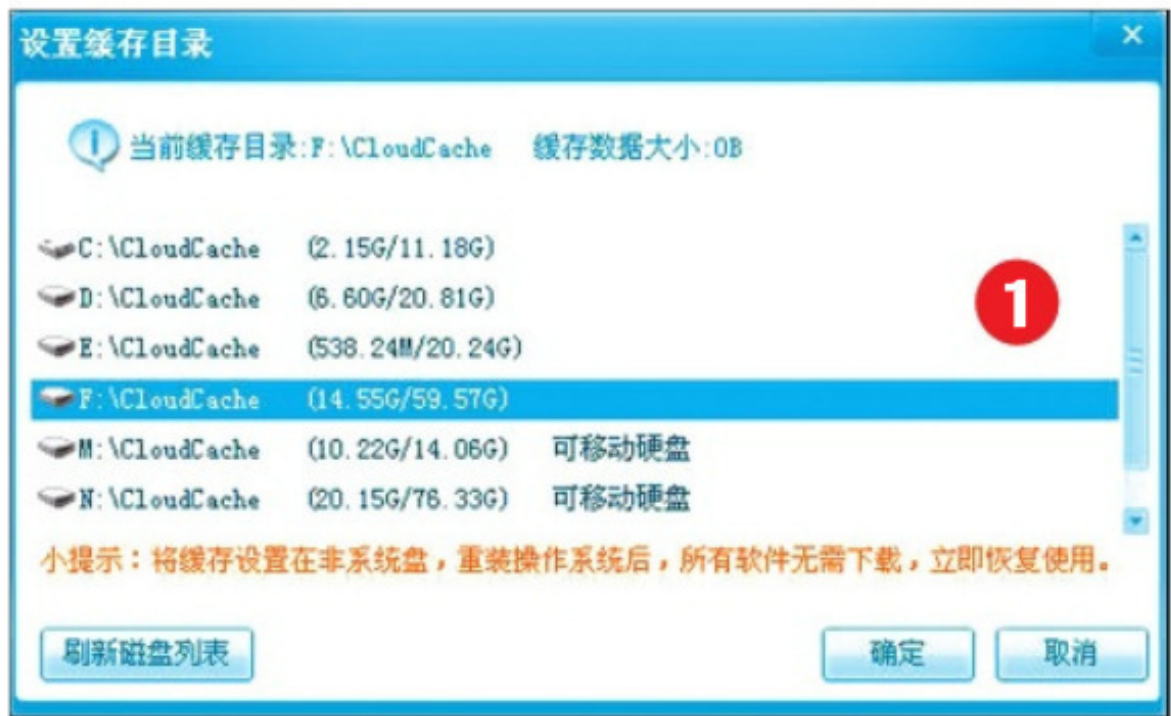 设置缓存目录
当前缓存目录:F:\CloudCache 缓存数据大小:0B
C:\CloudCache (2.15G/11.18G)
D:\CloudCache (6.60G/20.81G)
1
E:\CloudCache (538.24M/20.24G)
F:\CloudCache (14.55G/59.57G)
M:\CloudCache (10.22G/14.06G) 可移动硬盘
N:\CloudCache (20.15G/76.33G) 可移动硬盘
小提示：将缓存设置在非系统盘，重装操作系统后，所有软件无需下载，立即恢复使用。
刷新磁盘列表 确定 取消